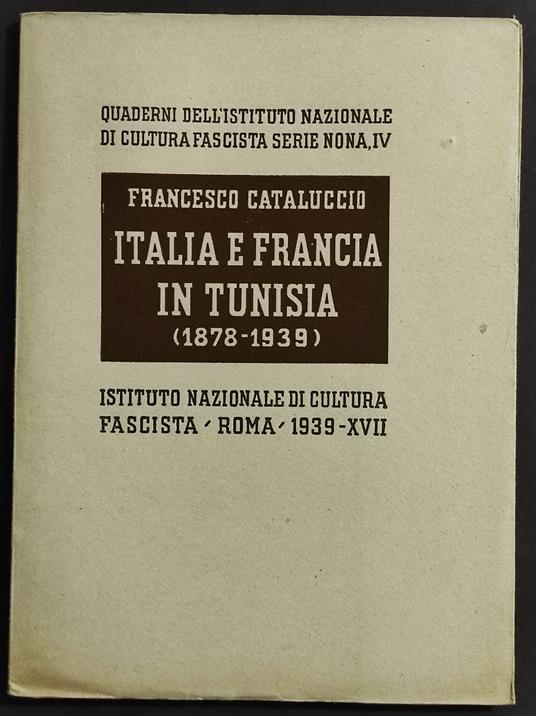 QUADERNI DELL'ISTITUTO NAZIONALE
DI CULTURA FASCISTA SERIE NONA, IV
FRANCESCO CATALUCCIO
ITALIA E FRANCIA
IN TUNISIA
(1878-1939)
ISTITUTO NAZIONALE DI CULTURA
FASCISTA ʹ ROMA ʹ 1939-XVII